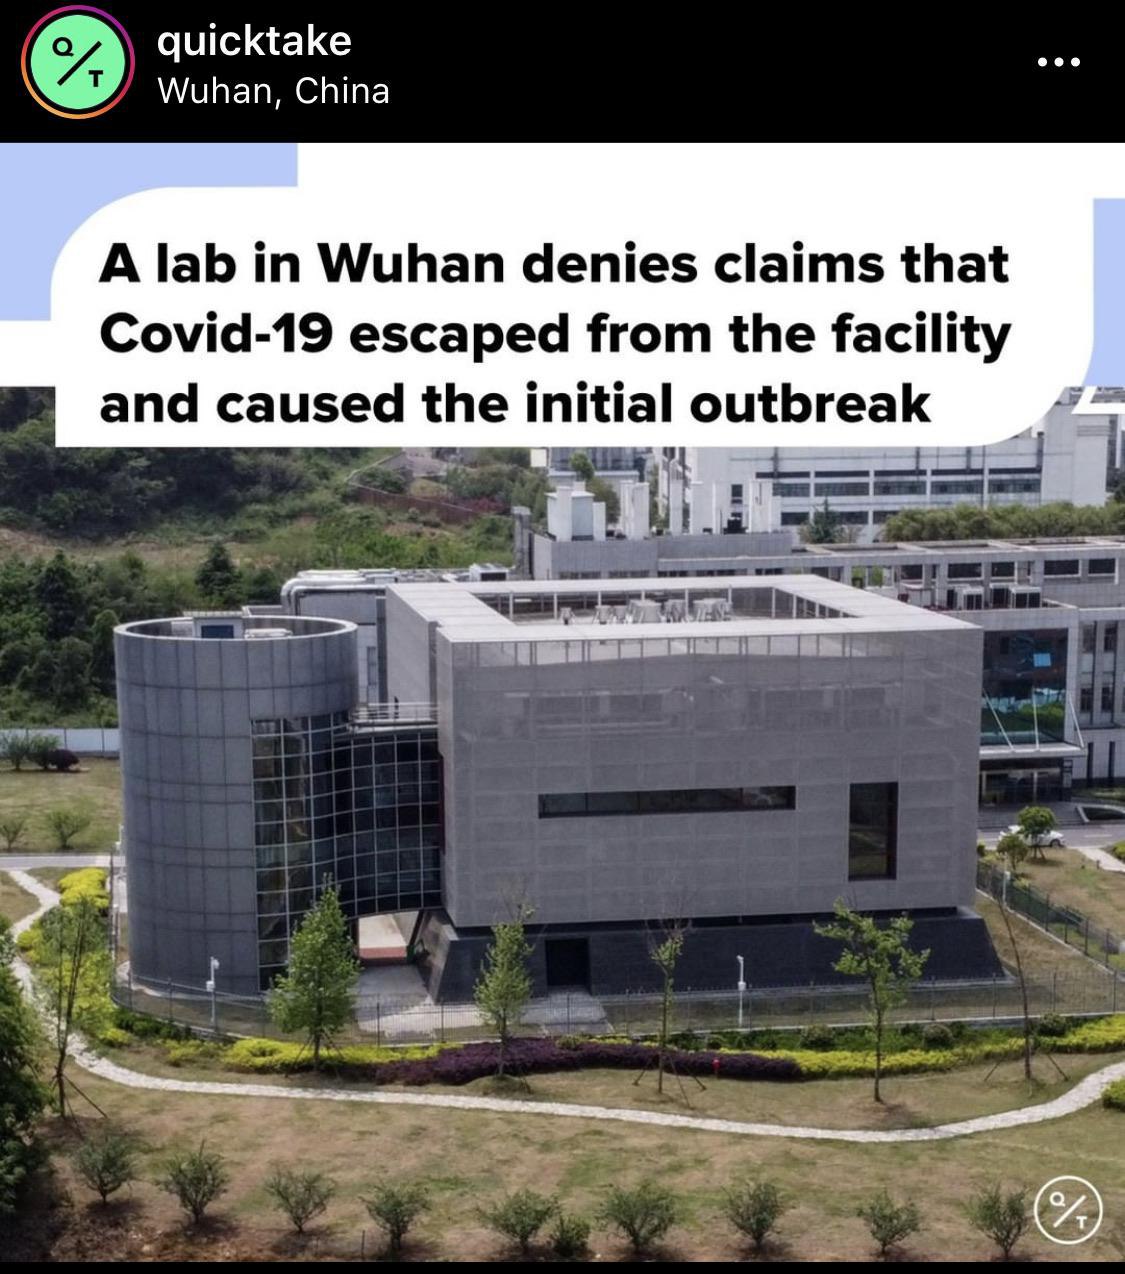 Q/T
quicktake
Wuhan, China
A lab in Wuhan denies claims that
Covid-19 escaped from the facility
and caused the initial outbreak
Q/T